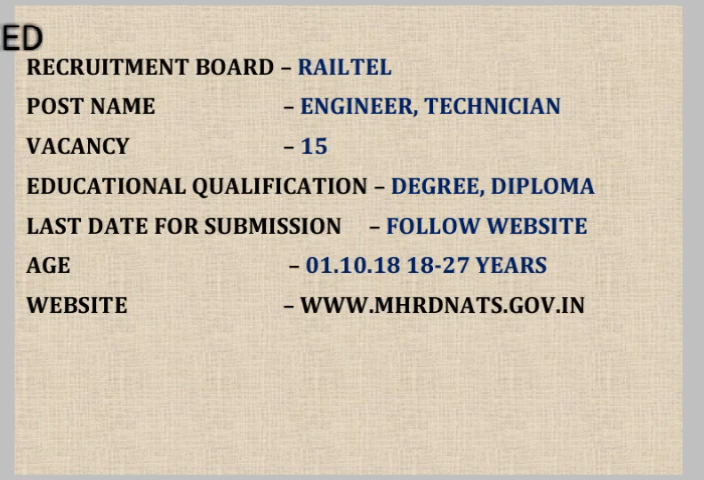 ED
RECRUITMENT BOARD – RAILTEL
POST NAME – ENGINEER, TECHNICIAN
VACANCY – 15
EDUCATIONAL QUALIFICATION – DEGREE, DIPLOMA
LAST DATE FOR SUBMISSION – FOLLOW WEBSITE
AGE – 01.10.18 18-27 YEARS
WEBSITE – WWW.MHRDNATS.GOV.IN